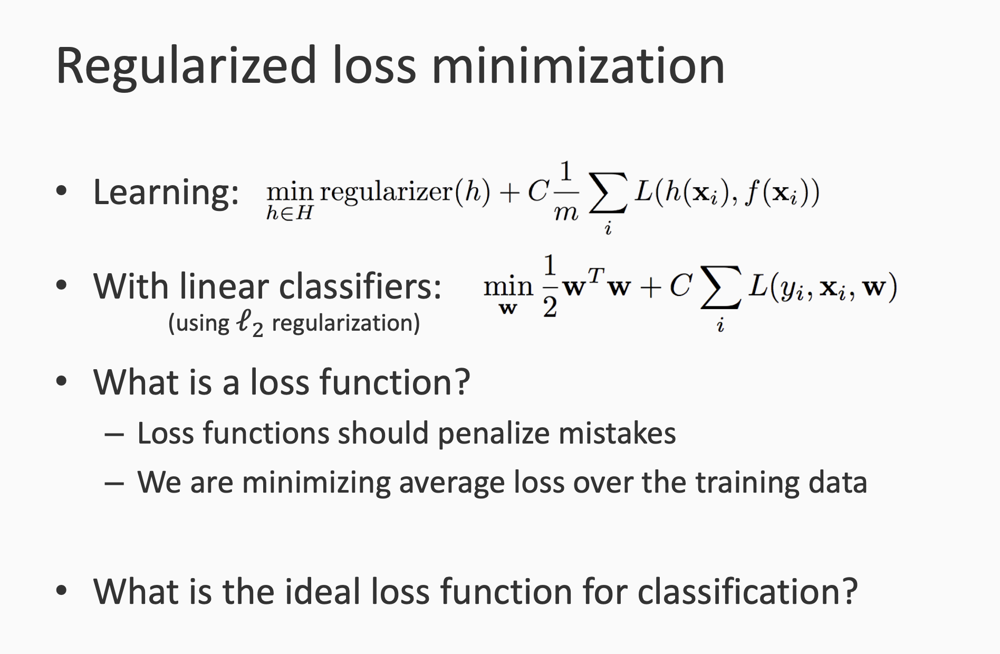 Regularized loss minimization
• Learning: $\min_{h \in H} \text{regularizer}(h) + C \frac{1}{m} \sum_i L(h(\mathbf{x}_i), f(\mathbf{x}_i))$
• With linear classifiers: $\min_{\mathbf{w}} \frac{1}{2} \mathbf{w}^T \mathbf{w} + C \sum_i L(y_i, \mathbf{x}_i, \mathbf{w})$
(using $\ell_2$ regularization)
• What is a loss function?
– Loss functions should penalize mistakes
– We are minimizing average loss over the training data
• What is the ideal loss function for classification?